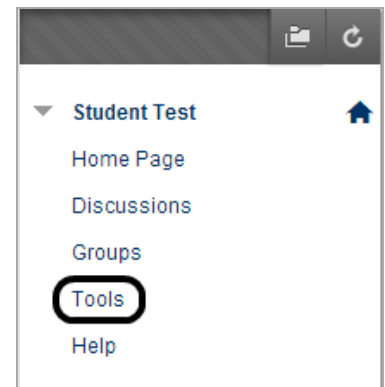 Student Test
Home Page
Discussions
Groups
Tools
Help